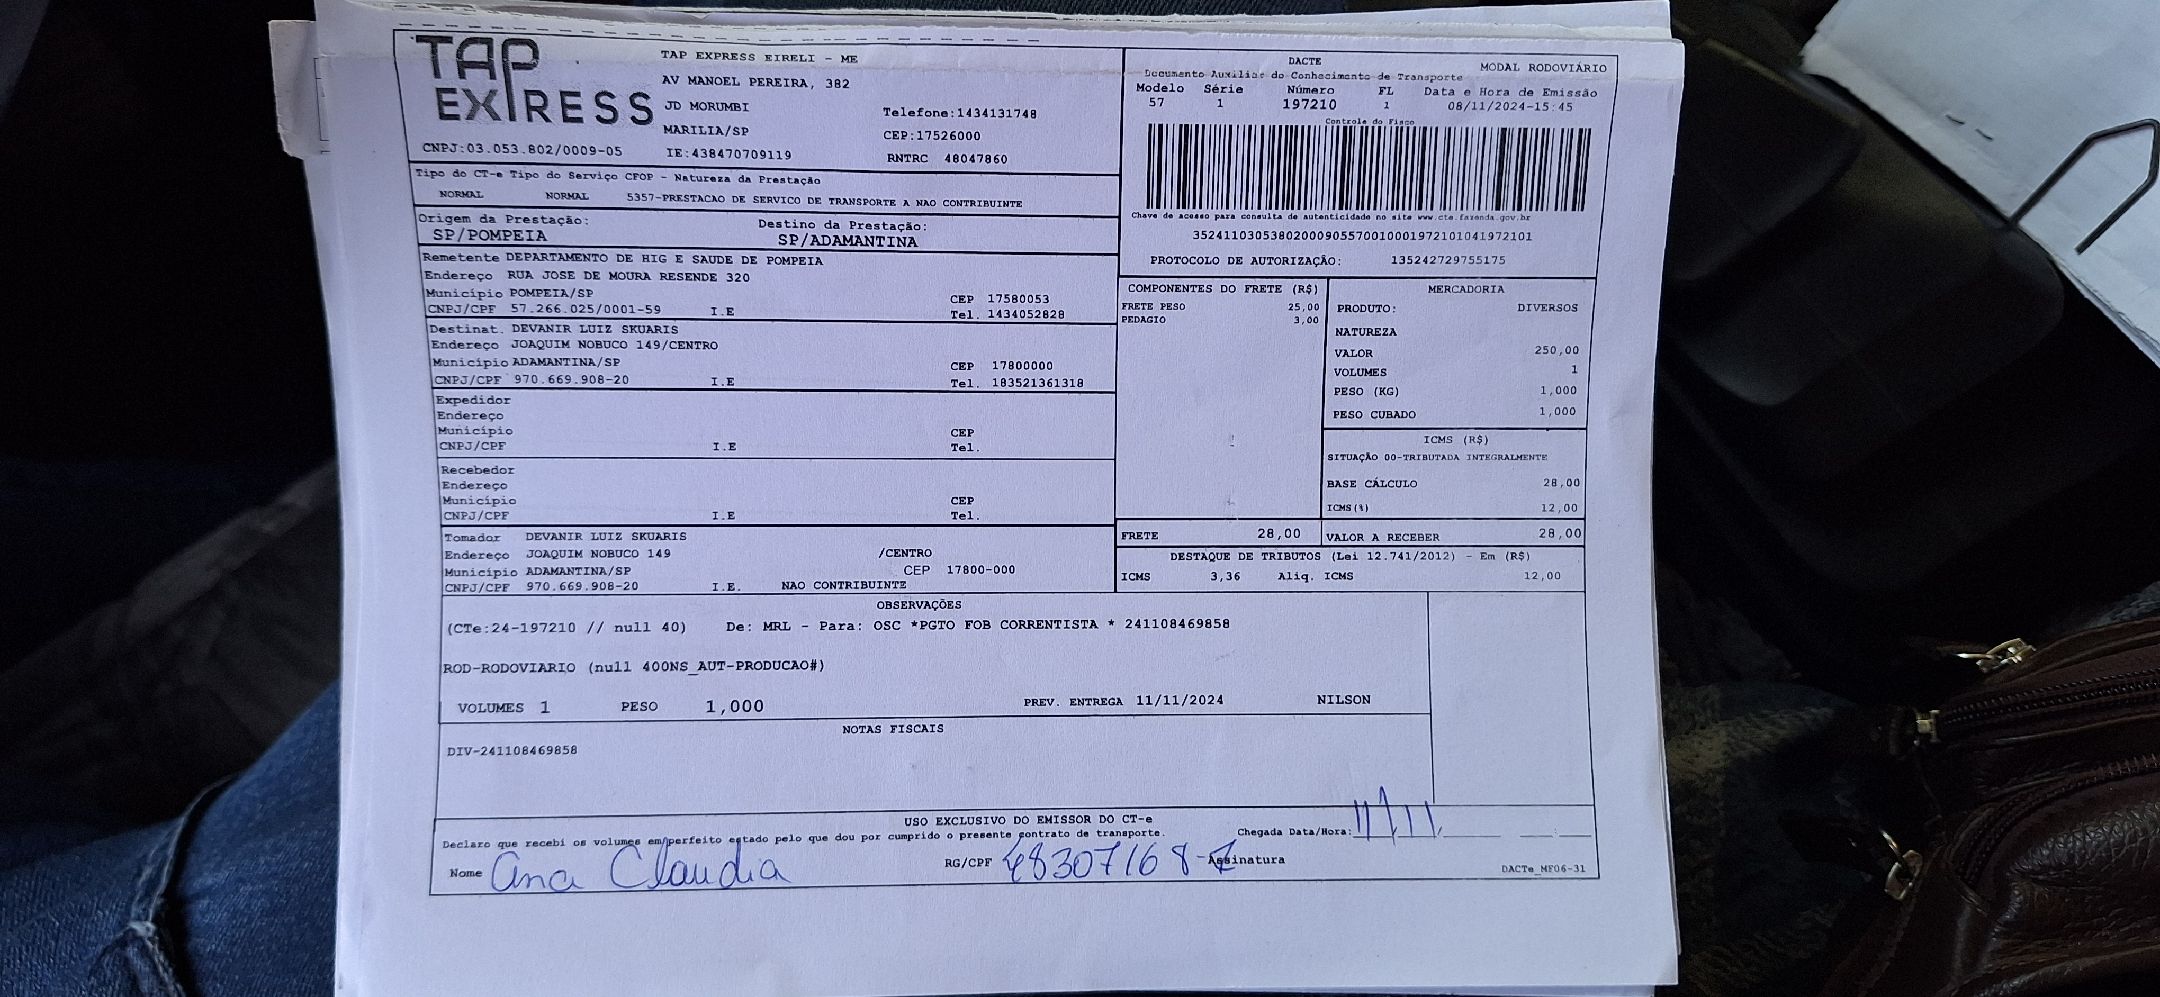 TAP EXPRESS
TAP EXPRESS EIRELI - ME
AV MANOEL PEREIRA, 382
JD MORUMBI
Telefone:1434131748
MARILIA/SP
CEP:17526000
CNPJ:03.053.802/0009-05
IE:438470709119
RNTRC 48047860
DACTE
MODAL RODOVIÁRIO
Documento Auxiliar do Conhecimento de Transporte
Modelo Série Número FL Data e Hora de Emissão
57 1 197210 1 08/11/2024-15:45
Controle do Fisco
Chave de acesso para consulta de autenticidade no site www.cte.fazenda.gov.br
35241103053802000905570010001972101041972101
PROTOCOLO DE AUTORIZAÇÃO: 135242729755175
Tipo do CT-e Tipo do Serviço CFOP - Natureza da Prestação
NORMAL NORMAL 5357-PRESTACAO DE SERVICO DE TRANSPORTE A NAO CONTRIBUINTE
Origem da Prestação: Destino da Prestação:
SP/POMPEIA SP/ADAMANTINA
Remetente DEPARTAMENTO DE HIG E SAUDE DE POMPEIA
Endereço RUA JOSE DE MOURA RESENDE 320
Município POMPEIA/SP CEP 17580053
CNPJ/CPF 57.266.025/0001-59 I.E Tel. 1434052828
Destinat. DEVANIR LUIZ SKUARIS
Endereço JOAQUIM NOBUCO 149/CENTRO
Município ADAMANTINA/SP CEP 17800000
CNPJ/CPF 970.669.908-20 I.E Tel. 183521361318
Expedidor
Endereço
Município CEP
CNPJ/CPF I.E Tel.
Recebedor
Endereço
Município CEP
CNPJ/CPF I.E Tel.
Tomador DEVANIR LUIZ SKUARIS
Endereço JOAQUIM NOBUCO 149 /CENTRO
Município ADAMANTINA/SP CEP 17800-000
CNPJ/CPF 970.669.908-20 I.E. NAO CONTRIBUINTE
COMPONENTES DO FRETE (R$)
FRETE PESO 25,00
PEDAGIO 3,00
MERCADORIA
PRODUTO: DIVERSOS
NATUREZA
VALOR 250,00
VOLUMES 1
PESO (KG) 1,000
PESO CUBADO 1,000
ICMS (R$)
SITUAÇÃO 00-TRIBUTADA INTEGRALMENTE
BASE CÁLCULO 28,00
ICMS(%) 12,00
FRETE 28,00 VALOR A RECEBER 28,00
DESTAQUE DE TRIBUTOS (Lei 12.741/2012) - Em (R$)
ICMS 3,36 Aliq. ICMS 12,00
OBSERVAÇÕES
(CTe:24-197210 // null 40) De: MRL - Para: OSC *PGTO FOB CORRENTISTA * 241108469858
ROD-RODOVIARIO (null 400NS_AUT-PRODUCAO#)
VOLUMES 1 PESO 1,000 PREV. ENTREGA 11/11/2024 NILSON
NOTAS FISCAIS
DIV-241108469858
USO EXCLUSIVO DO EMISSOR DO CT-e
Declaro que recebi os volumes em perfeito estado pelo que dou por cumprido o presente contrato de transporte. Chegada Data/Hora: 11/11
Nome Ana Claudia RG/CPF 48307168- Assinatura
DACTe_MF06-31